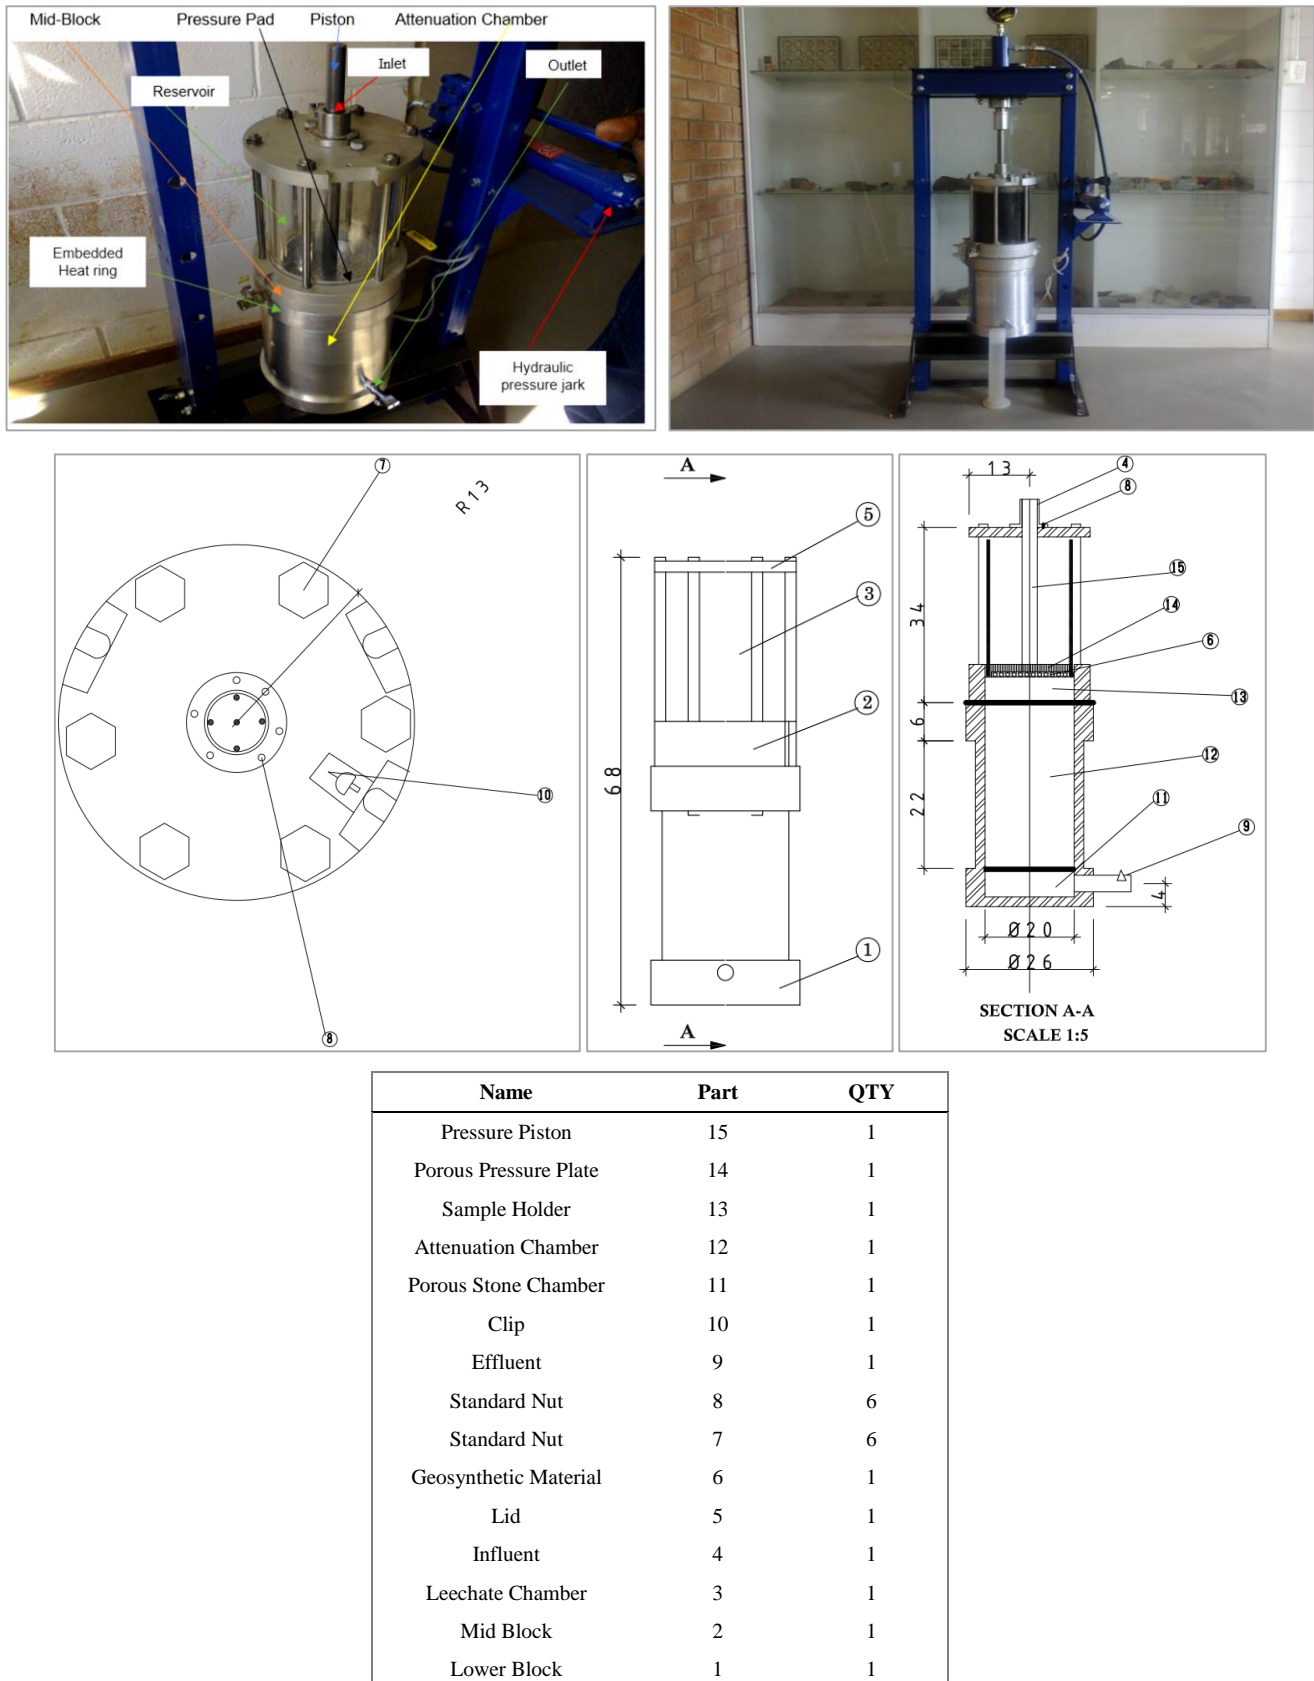 Mid-Block Pressure Pad Piston Attenuation Chamber
Inlet
Outlet
Reservoir
Embedded
Heat ring
Hydraulic
pressure jark
7
R13
10
8
A
5
3
2
68
1
A
13
4
8
15
34
14
6
13
6
12
22
11
9
4
Ø20
Ø26
SECTION A-A
SCALE 1:5
Name Part QTY
Pressure Piston 15 1
Porous Pressure Plate 14 1
Sample Holder 13 1
Attenuation Chamber 12 1
Porous Stone Chamber 11 1
Clip 10 1
Effluent 9 1
Standard Nut 8 6
Standard Nut 7 6
Geosynthetic Material 6 1
Lid 5 1
Influent 4 1
Leechate Chamber 3 1
Mid Block 2 1
Lower Block 1 1